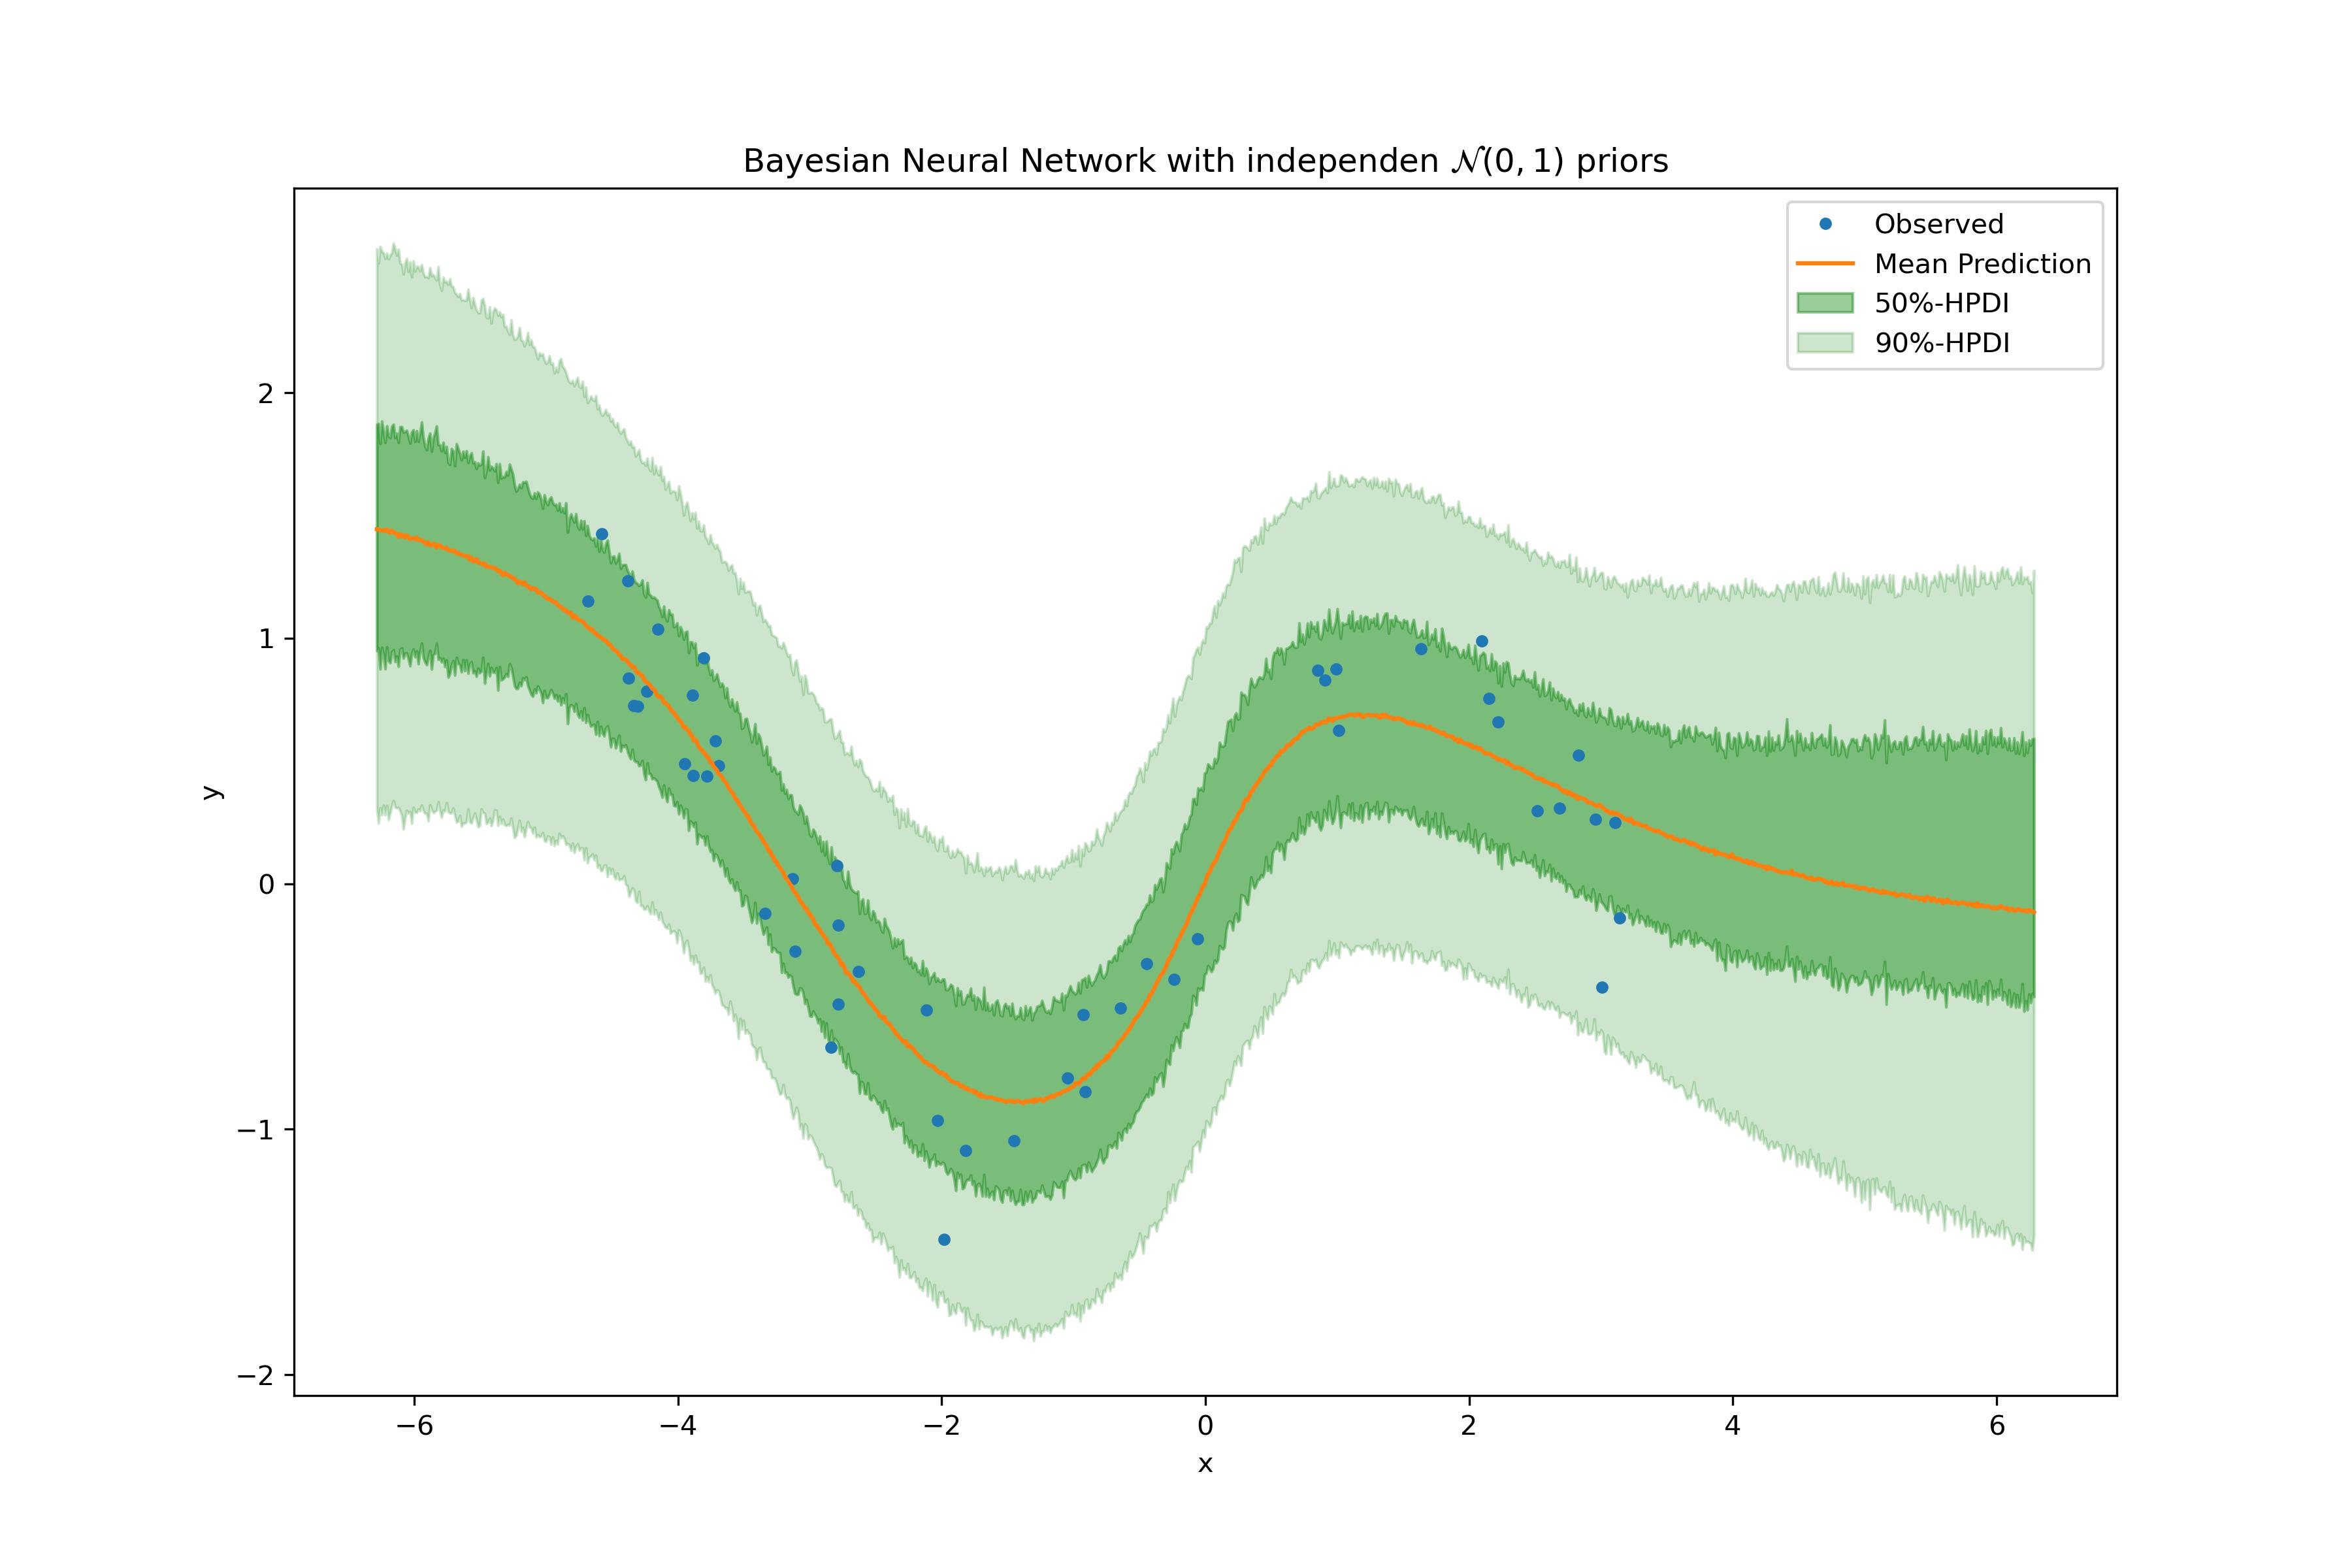 Bayesian Neural Network with independen 𝒩(0, 1) priors
Observed
Mean Prediction
50%-HPDI
90%-HPDI
y
2
1
0
−1
−2
−6 −4 −2 0 2 4 6
x